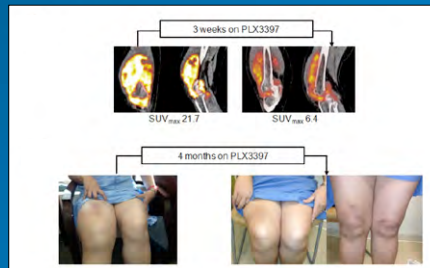 3 weeks on PLX3397
SUVmax 21.7
SUVmax 6.4
4 months on PLX3397